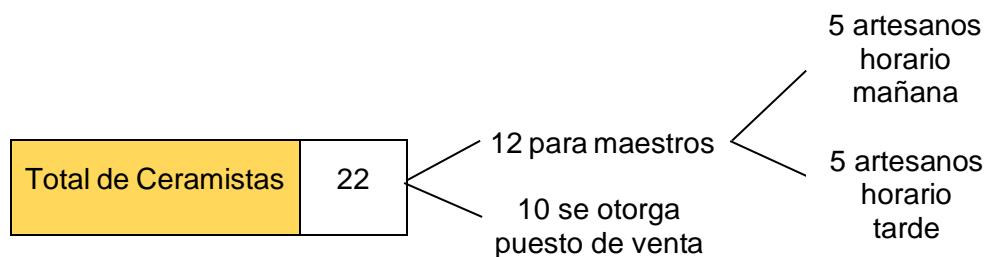 Total de Ceramistas
22
12 para maestros
10 se otorga
puesto de venta
5 artesanos
horario
mañana
5 artesanos
horario
tarde